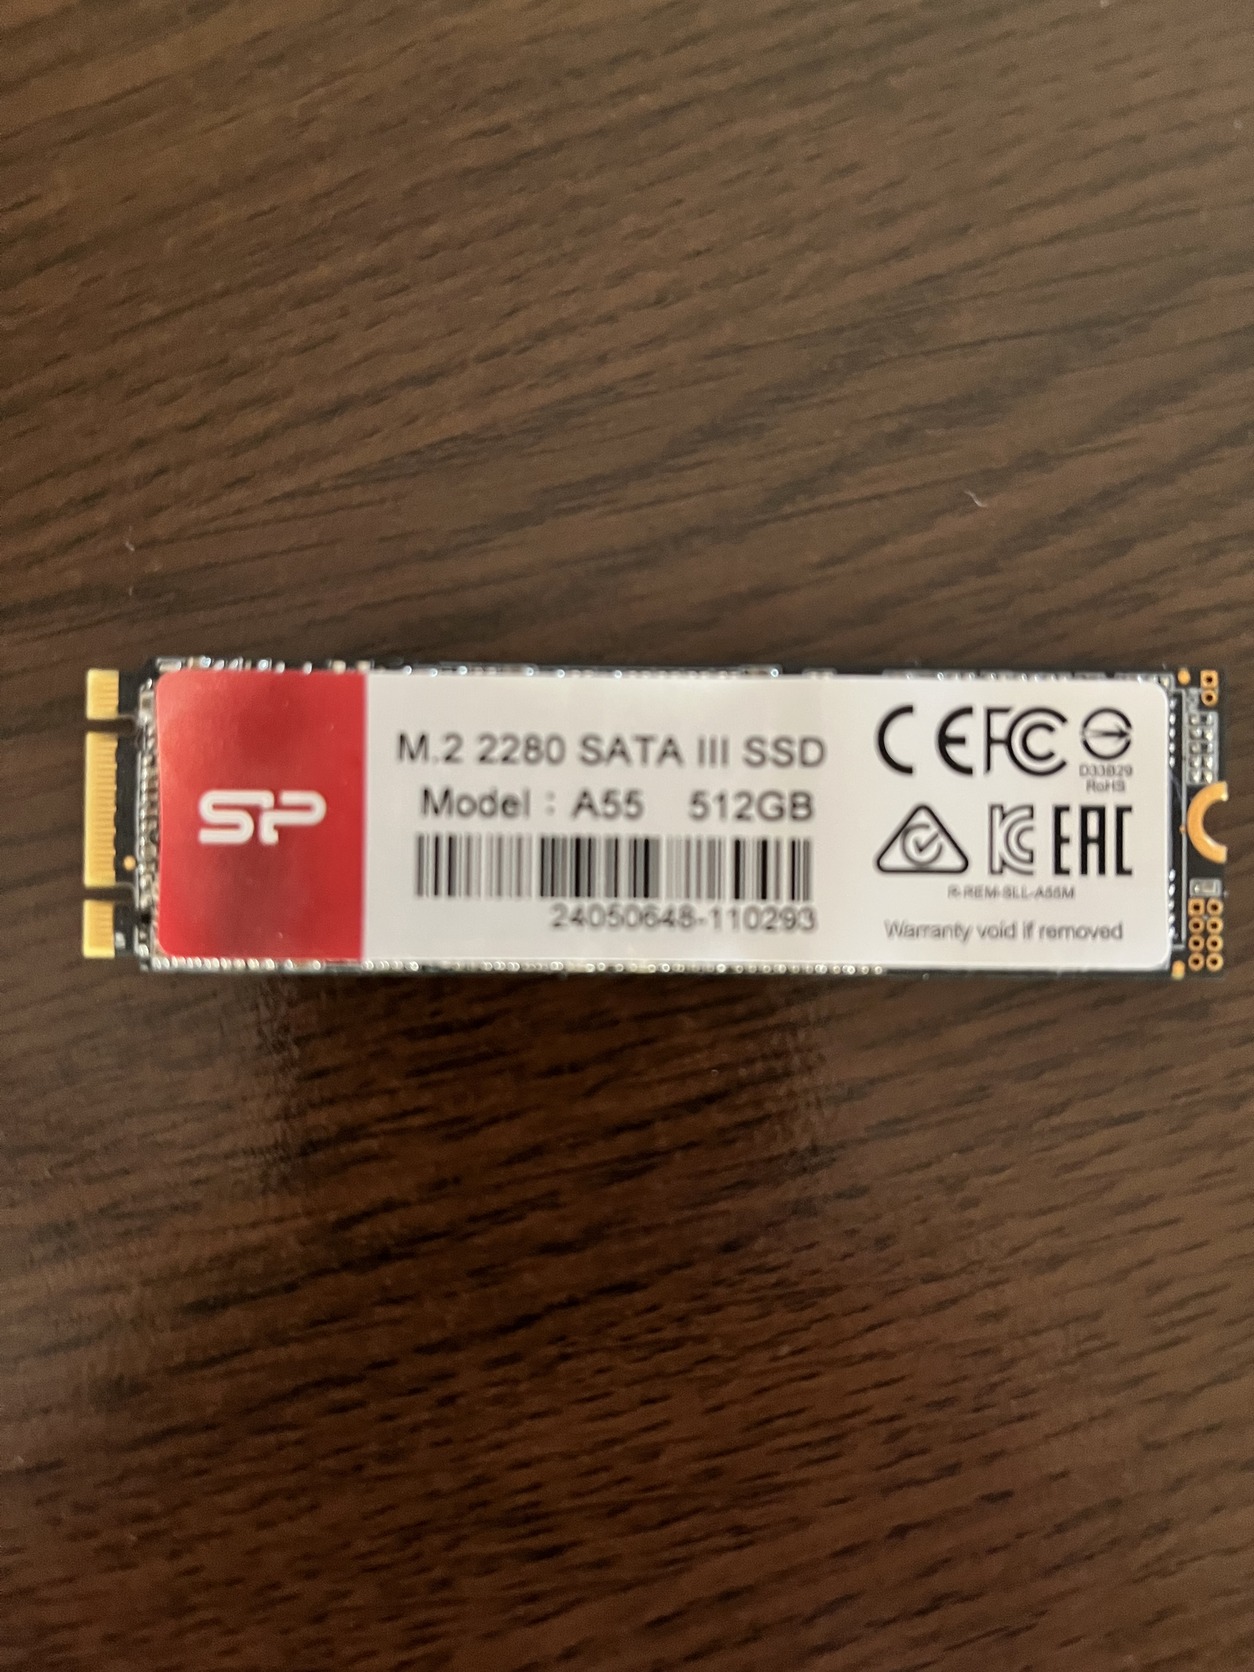 SP
M.2 2280 SATA III SSD
Model : A55 512GB
24050648-110293
CE FC
D33B29
RoHS
KC EAC
R-REM-SLL-A55M
Warranty void if removed